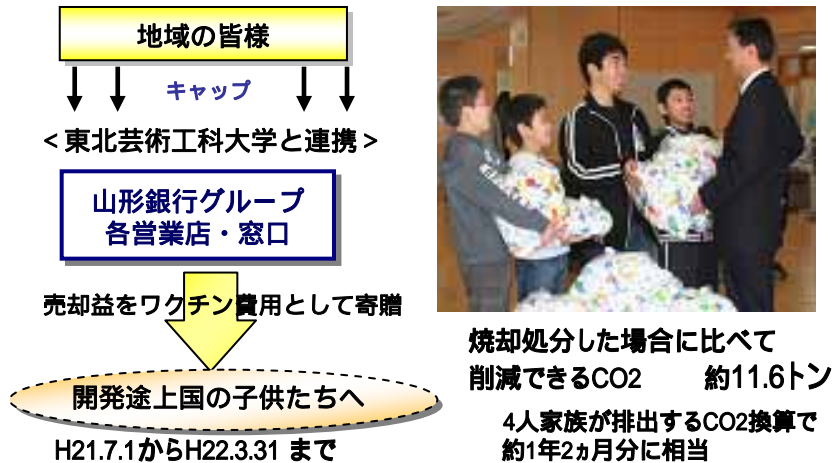 地域の皆様
キャップ
＜東北芸術工科大学と連携＞
山形銀行グループ
各営業店・窓口
売却益をワクチン費用として寄贈
開発途上国の子供たちへ
H21.7.1からH22.3.31 まで
焼却処分した場合に比べて
削減できるCO2 約11.6トン
4人家族が排出するCO2換算で
約1年2ヵ月分に相当